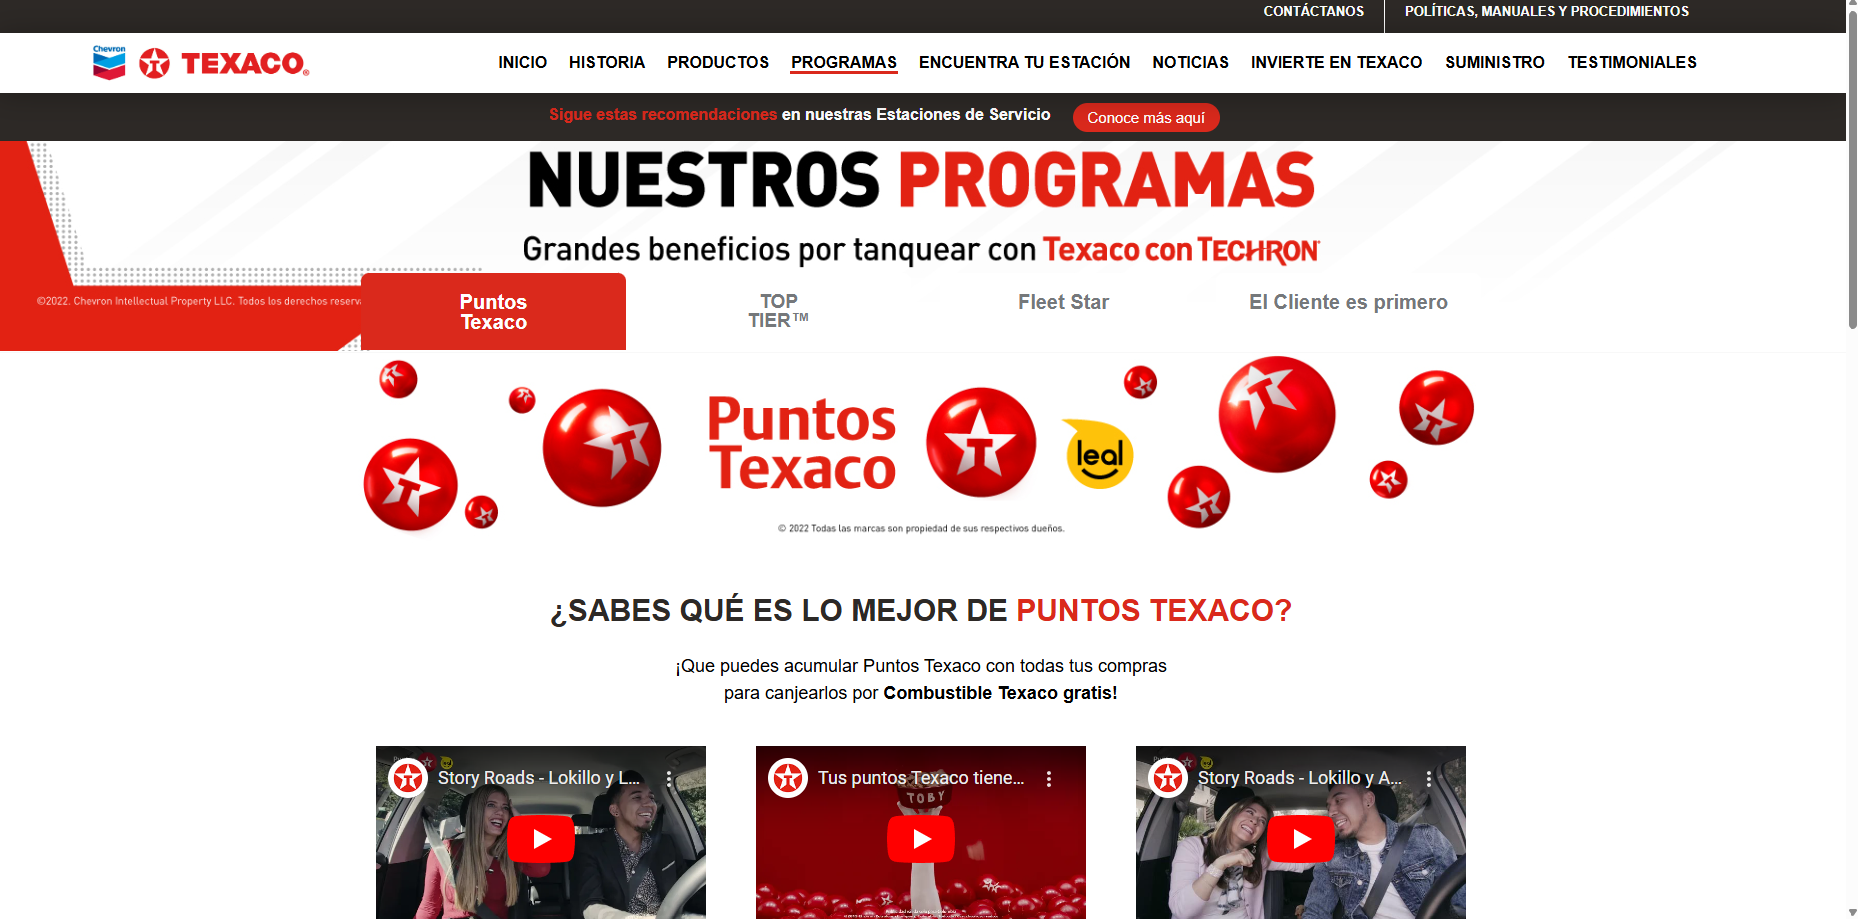 CONTÁCTANOS
POLÍTICAS, MANUALES Y PROCEDIMIENTOS
Chevron
TEXACO
INICIO
HISTORIA
PRODUCTOS
PROGRAMAS
ENCUENTRA TU ESTACIÓN
NOTICIAS
INVIERTE EN TEXACO
SUMINISTRO
TESTIMONIALES
Sigue estas recomendaciones en nuestras Estaciones de Servicio
Conoce más aquí
NUESTROS PROGRAMAS
Grandes beneficios por tanquear con Texaco con TECHRON
©2022. Chevron Intellectual Property LLC. Todos los derechos reserva
Puntos
Texaco
TOP
TIER™
Fleet Star
El Cliente es primero
Puntos
Texaco
leal
© 2022 Todas las marcas son propiedad de sus respectivos dueños.
¿SABES QUÉ ES LO MEJOR DE PUNTOS TEXACO?
¡Que puedes acumular Puntos Texaco con todas tus compras
para canjearlos por Combustible Texaco gratis!
Story Roads - Lokillo y L...
Tus puntos Texaco tiene...
TOBY
Story Roads - Lokillo y A...